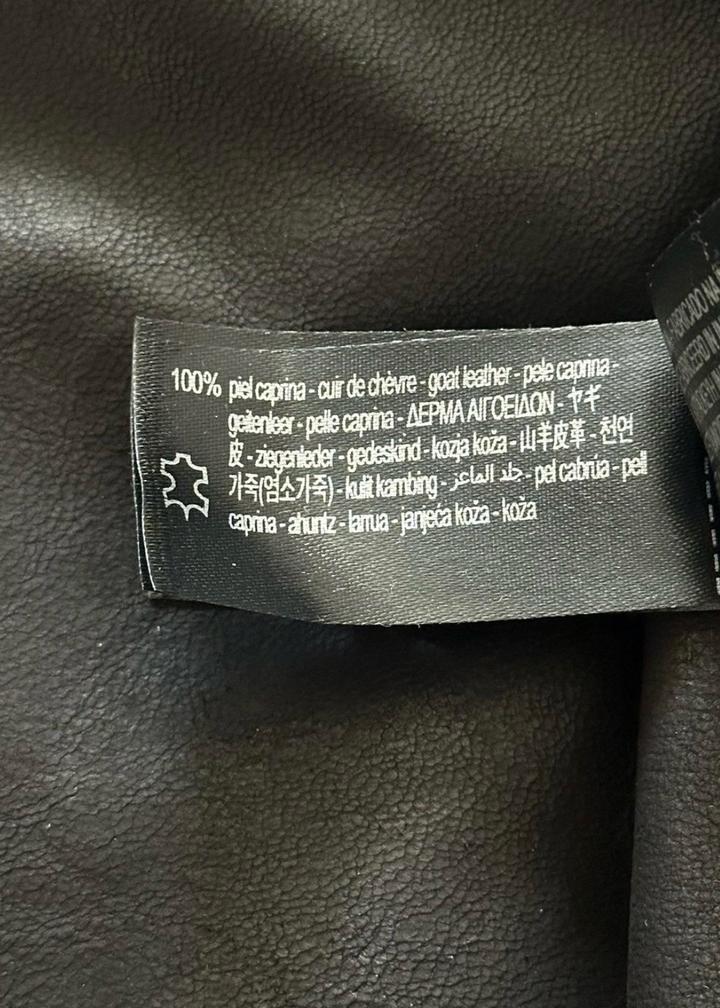 100% piel caprina - cuir de chèvre - goat leather - pele caprina -
geitenleer - pelle caprina - ΔΕΡΜΑ ΑΙΓΟΕΙΔΩΝ - ヤギ
皮 - ziegenleder - gedeskind - kozja koža - 山羊皮革 - 천연
가죽(염소가죽) - kulit kambing - جلد الماعز - pel cabrúa - pell
caprina - ahuntz - larrua - janjeća koža - koža